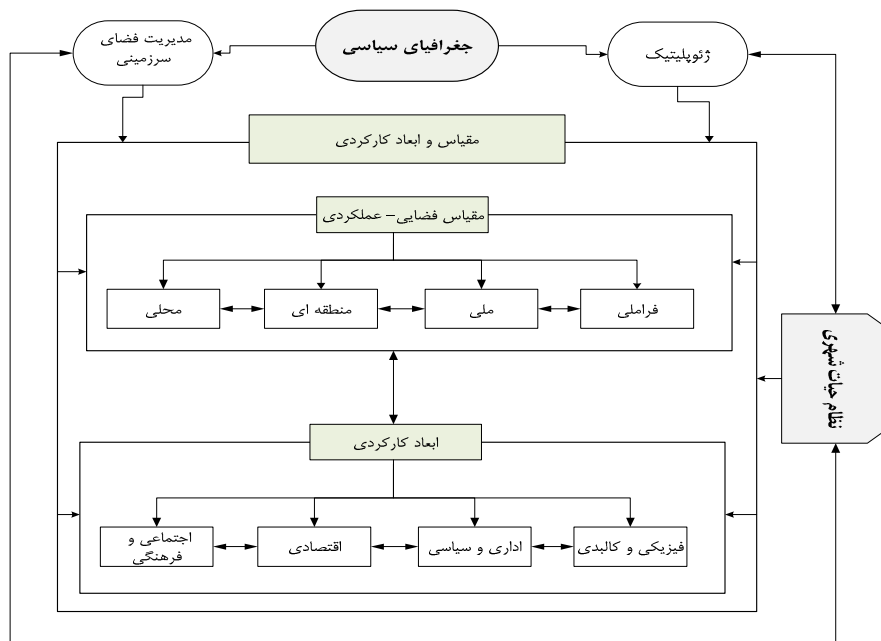 جغرافیای سیاسی
ژئوپلیتیک
مدیریت فضای
سرزمینی
مقیاس و ابعاد کارکردی
مقیاس فضایی- عملکردی
فراملی
ملی
منطقه ای
محلی
نظام حیات شهری
ابعاد کارکردی
فیزیکی و کالبدی
اداری و سیاسی
اقتصادی
اجتماعی و
فرهنگی